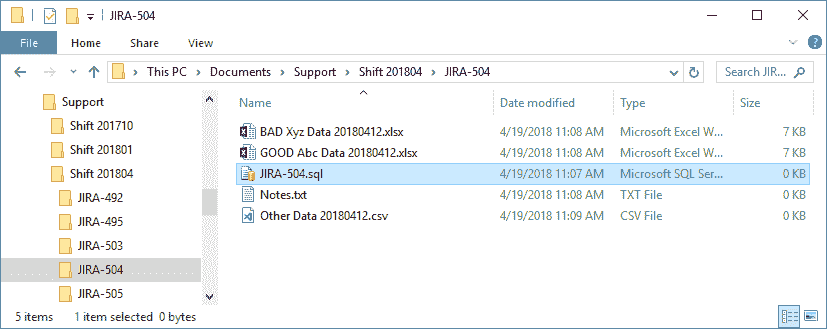 JIRA-504
File Home Share View
This PC > Documents > Support > Shift 201804 > JIRA-504 Search JIR...
Support
Shift 201710
Shift 201801
Shift 201804
JIRA-492
JIRA-495
JIRA-503
JIRA-504
JIRA-505
Name Date modified Type Size
BAD Xyz Data 20180412.xlsx 4/19/2018 11:08 AM Microsoft Excel W... 7 KB
GOOD Abc Data 20180412.xlsx 4/19/2018 11:08 AM Microsoft Excel W... 7 KB
JIRA-504.sql 4/19/2018 11:07 AM Microsoft SQL Ser... 0 KB
Notes.txt 4/19/2018 11:08 AM TXT File 0 KB
Other Data 20180412.csv 4/19/2018 11:09 AM CSV File 0 KB
5 items 1 item selected 0 bytes